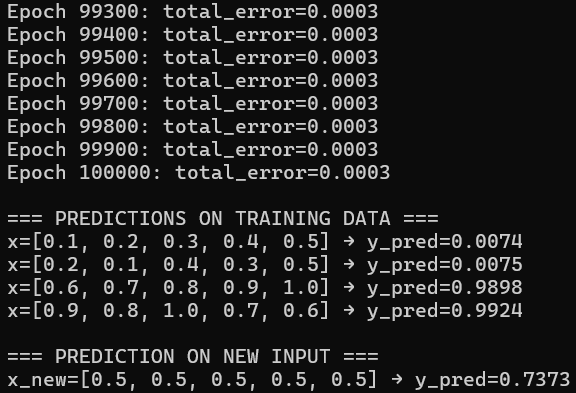 Epoch 99300: total_error=0.0003
Epoch 99400: total_error=0.0003
Epoch 99500: total_error=0.0003
Epoch 99600: total_error=0.0003
Epoch 99700: total_error=0.0003
Epoch 99800: total_error=0.0003
Epoch 99900: total_error=0.0003
Epoch 100000: total_error=0.0003

=== PREDICTIONS ON TRAINING DATA ===
x=[0.1, 0.2, 0.3, 0.4, 0.5] → y_pred=0.0074
x=[0.2, 0.1, 0.4, 0.3, 0.5] → y_pred=0.0075
x=[0.6, 0.7, 0.8, 0.9, 1.0] → y_pred=0.9898
x=[0.9, 0.8, 1.0, 0.7, 0.6] → y_pred=0.9924

=== PREDICTION ON NEW INPUT ===
x_new=[0.5, 0.5, 0.5, 0.5, 0.5] → y_pred=0.7373